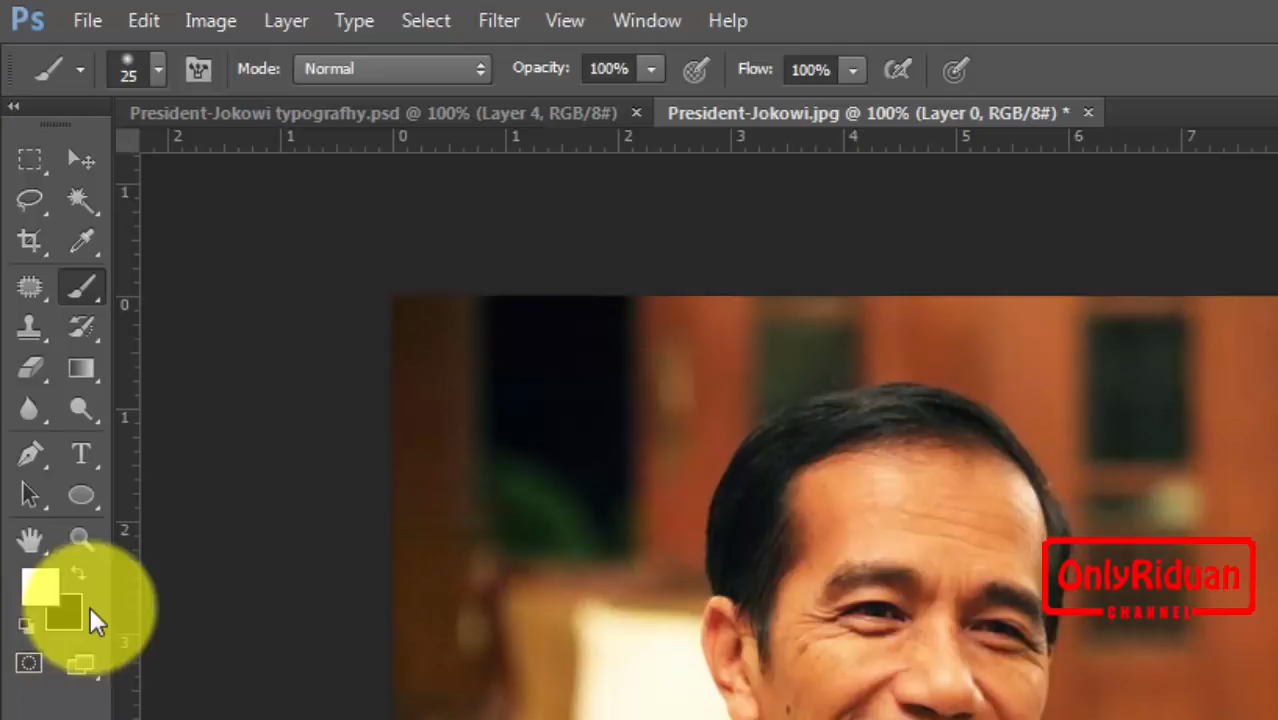 Ps File Edit Image Layer Type Select Filter View Window Help
25 Mode: Normal Opacity: 100% Flow: 100%
President-Jokowi typografhy.psd @ 100% (Layer 4, RGB/8#) × President-Jokowi.jpg @ 100% (Layer 0, RGB/8#) * ×
2 1 0 1 2 3 4 5 6 7
1
0
1
T
2
OnlyRiduan
CHANNEL
3